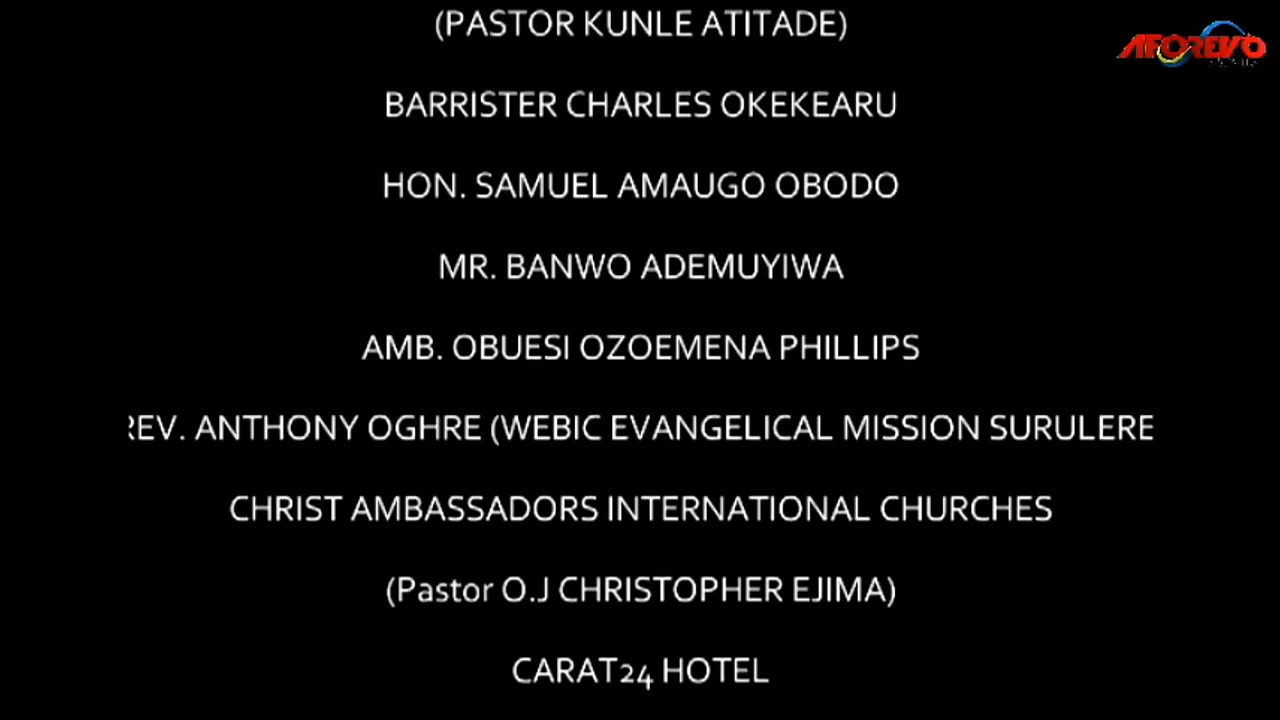 (PASTOR KUNLE ATITADE)
AFOREVO
BARRISTER CHARLES OKEKEARU
HON. SAMUEL AMAUGO OBODO
MR. BANWO ADEMUYIWA
AMB. OBUESI OZOEMENA PHILLIPS
REV. ANTHONY OGHRE (WEBIC EVANGELICAL MISSION SURULERE
CHRIST AMBASSADORS INTERNATIONAL CHURCHES
(Pastor O.J CHRISTOPHER EJIMA)
CARAT24 HOTEL